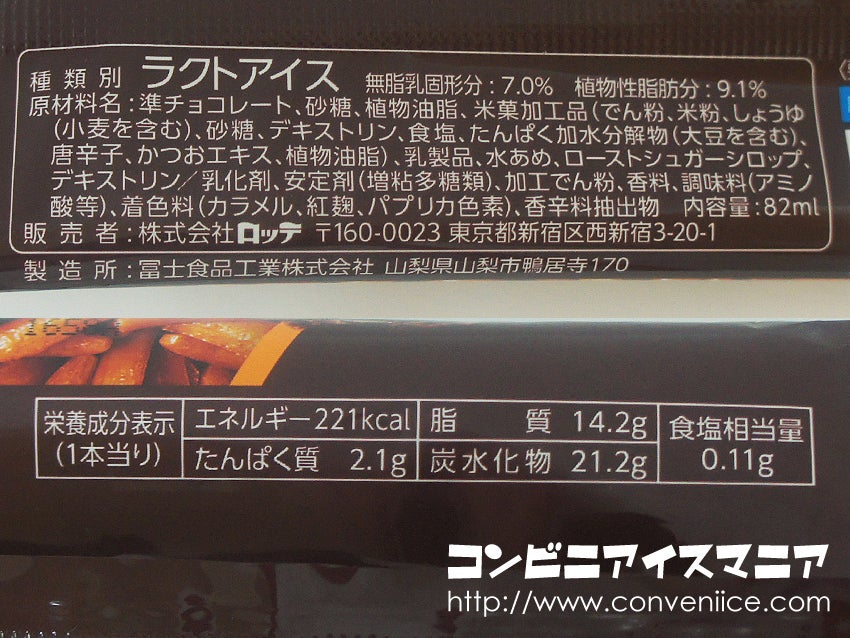 種類別 ラクトアイス 無脂乳固形分:7.0% 植物性脂肪分:9.1%
原材料名:準チョコレート、砂糖、植物油脂、米菓加工品(でん粉、米粉、しょうゆ
(小麦を含む)、砂糖、デキストリン、食塩、たんぱく加水分解物(大豆を含む)、
唐辛子、かつおエキス、植物油脂)、乳製品、水あめ、ローストシュガーシロップ、
デキストリン/乳化剤、安定剤(増粘多糖類)、加工でん粉、香料、調味料(アミノ
酸等)、着色料(カラメル、紅麹、パプリカ色素)、香辛料抽出物 内容量:82ml
販売者:株式会社ロッテ 〒160-0023 東京都新宿区西新宿3-20-1
製造所:冨士食品工業株式会社 山梨県山梨市鴨居寺170
栄養成分表示 (1本当り) エネルギー221kcal 脂質 14.2g 食塩相当量 0.11g
たんぱく質 2.1g 炭水化物 21.2g
コンビニアイスマニア
http://www.conveniice.com